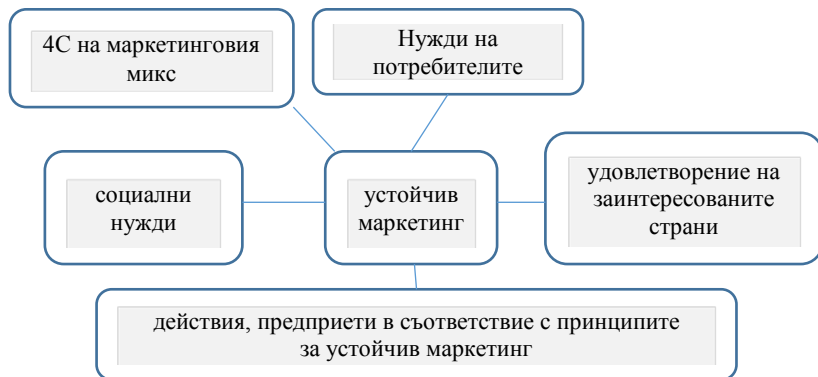 4С на маркетинговия
микс
Нужди на
потребителите
социални
нужди
устойчив
маркетинг
удовлетворение на
заинтересованите
страни
действия, предприети в съответствие с принципите
за устойчив маркетинг